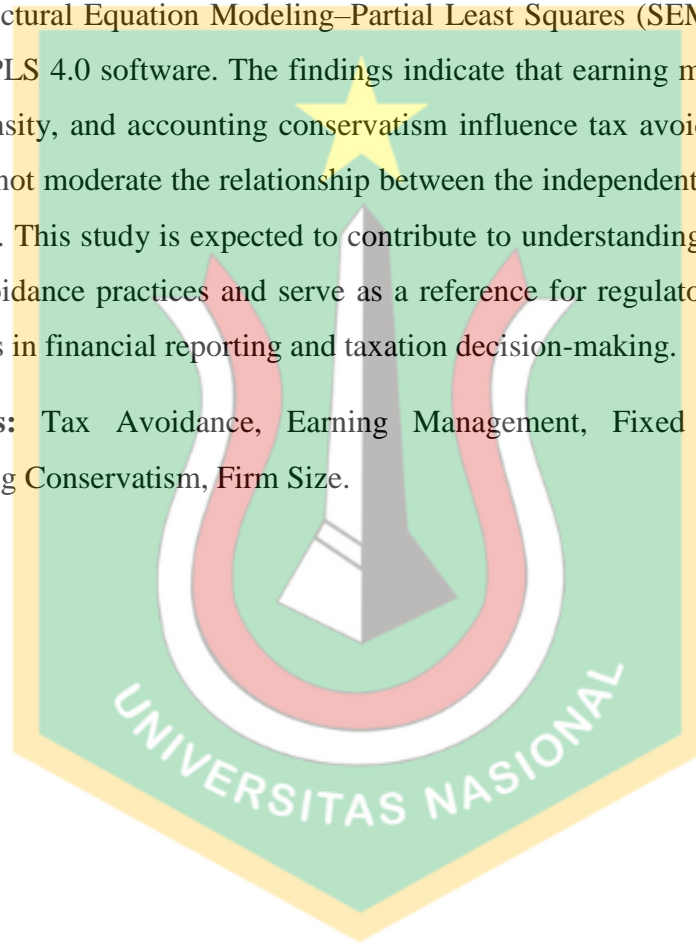 ctural Equation Modeling–Partial Least Squares (SEM
PLS 4.0 software. The findings indicate that earning m
nsity, and accounting conservatism influence tax avoi
not moderate the relationship between the independent
. This study is expected to contribute to understanding
oidance practices and serve as a reference for regulato
s in financial reporting and taxation decision-making.
s: Tax Avoidance, Earning Management, Fixed
g Conservatism, Firm Size.
UNIVERSITAS NASIONAL